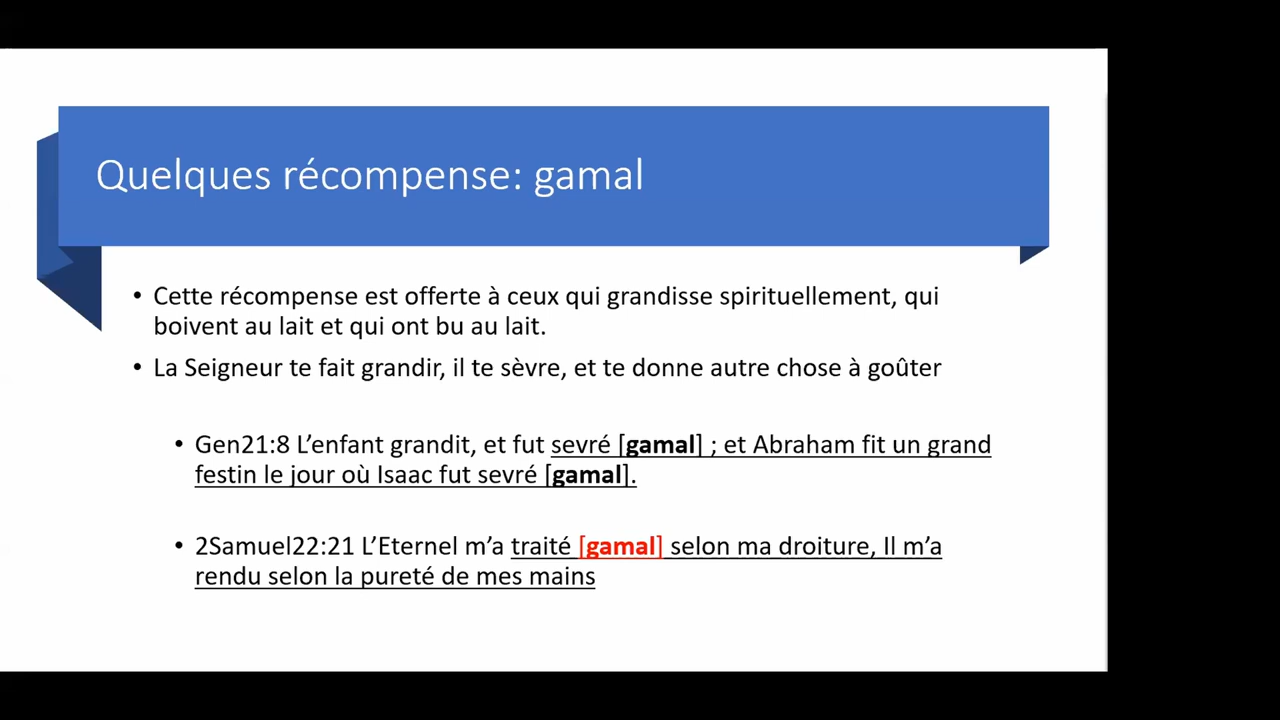 Quelques récompense: gamal
• Cette récompense est offerte à ceux qui grandisse spirituellement, qui
boivent au lait et qui ont bu au lait.
• La Seigneur te fait grandir, il te sèvre, et te donne autre chose à goûter
• Gen21:8 L’enfant grandit, et fut sevré [gamal] ; et Abraham fit un grand
festin le jour où Isaac fut sevré [gamal].
• 2Samuel22:21 L’Eternel m’a traité [gamal] selon ma droiture, Il m’a
rendu selon la pureté de mes mains